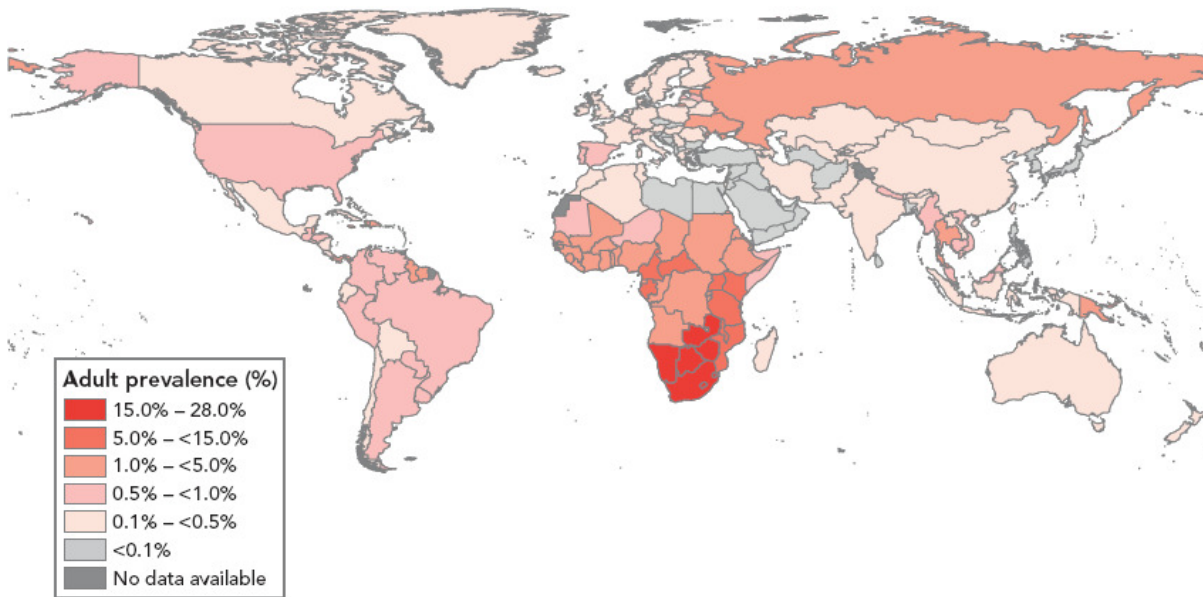 Adult prevalence (%)
15.0% – 28.0%
5.0% – <15.0%
1.0% – <5.0%
0.5% – <1.0%
0.1% – <0.5%
<0.1%
No data available